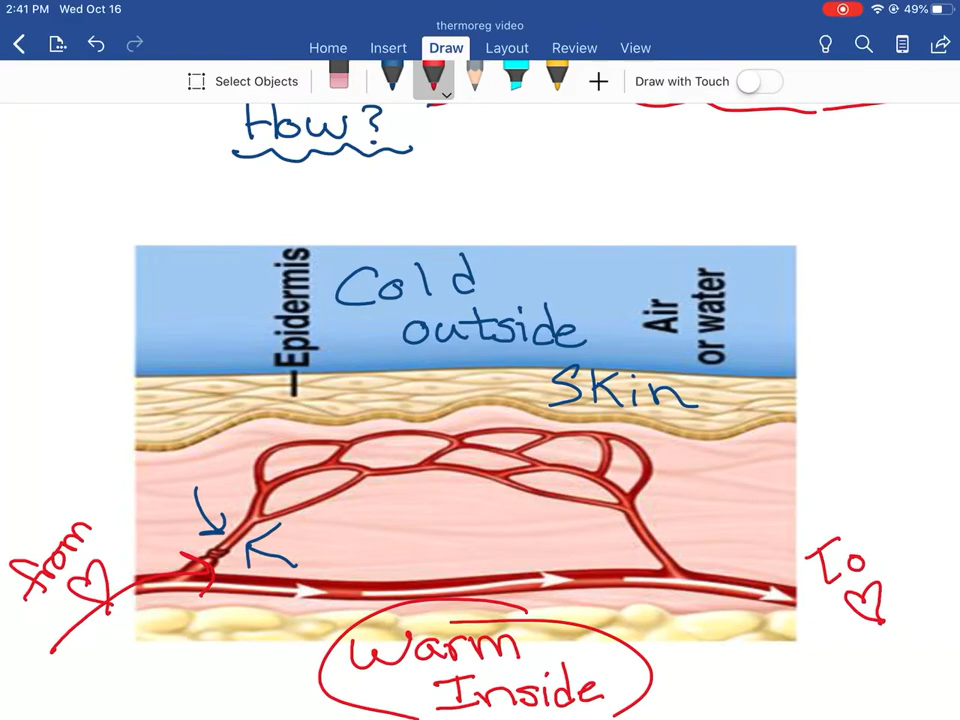 2:41 PM Wed Oct 16
49%
thermoreg video
Home Insert Draw Layout Review View
Select Objects
Draw with Touch
How?
Epidermis
Cold
outside
Air
or water
Skin
from
To
Warm
Inside